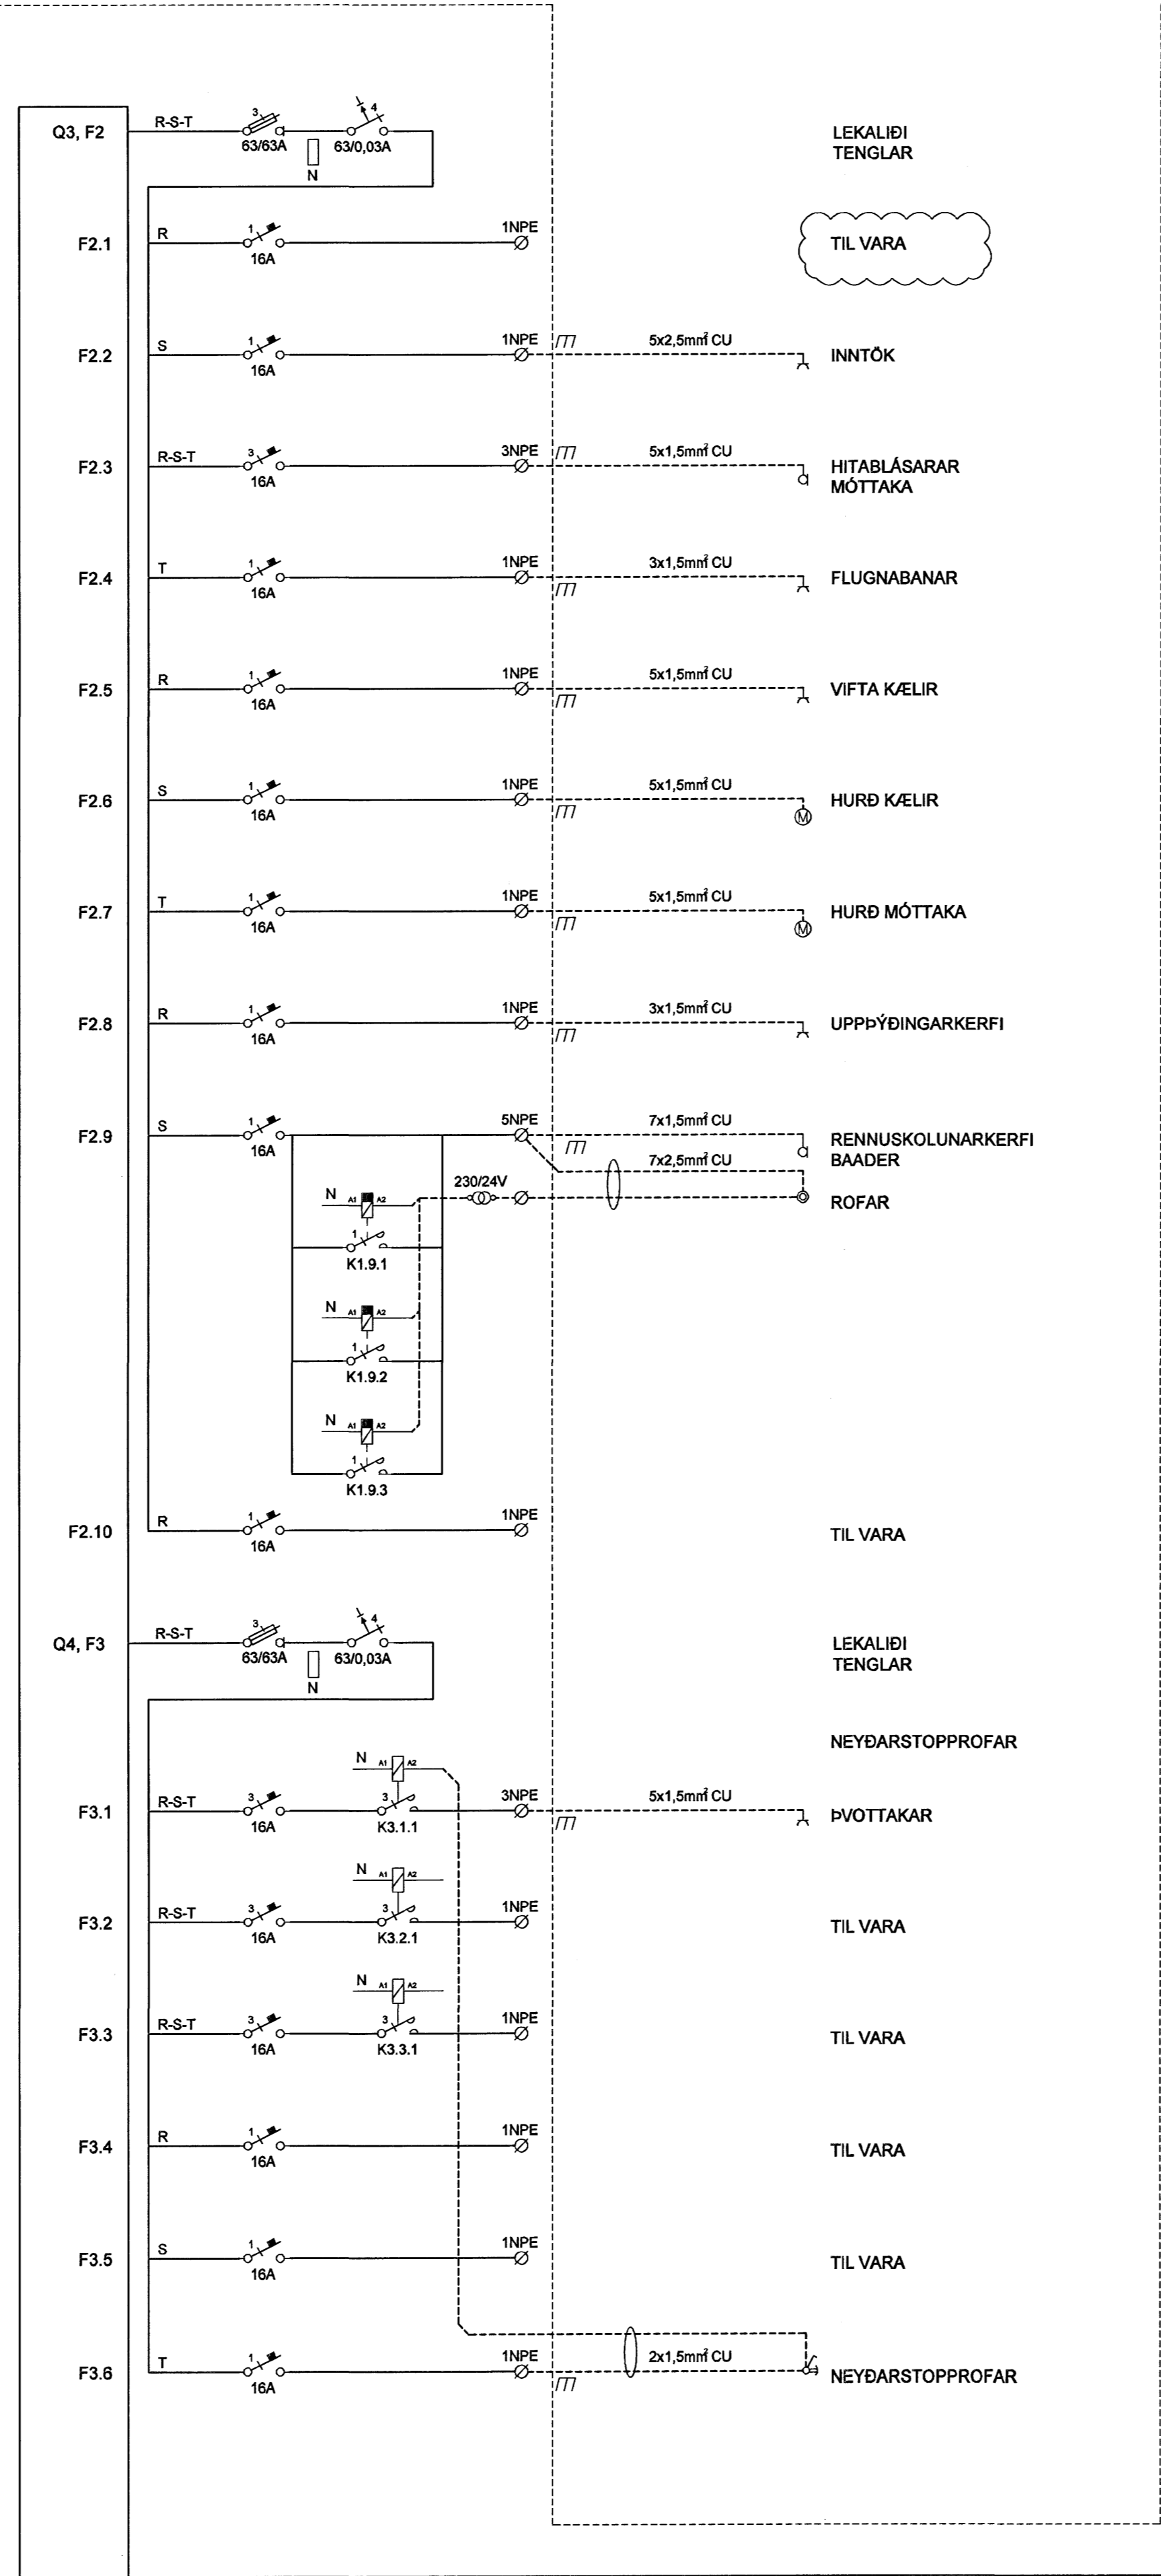 Q3, F2 R-S-T 3 63/63A N 4 63/0,03A LEKALIÐI
TENGLAR
F2.1 R 1 16A 1NPE TIL VARA
F2.2 S 1 16A 1NPE 5x2,5mm² CU INNTÖK
F2.3 R-S-T 3 16A 3NPE 5x1,5mm² CU HITABLÁSARAR
MÓTTAKA
F2.4 T 1 16A 1NPE 3x1,5mm² CU FLUGNABANAR
F2.5 R 1 16A 1NPE 5x1,5mm² CU VIFTA KÆLIR
F2.6 S 1 16A 1NPE 5x1,5mm² CU M HURÐ KÆLIR
F2.7 T 1 16A 1NPE 5x1,5mm² CU M HURÐ MÓTTAKA
F2.8 R 1 16A 1NPE 3x1,5mm² CU UPPÞÝÐINGARKERFI
F2.9 S 1 16A 5NPE 7x1,5mm² CU RENNUSKOLUNARKERFI
BAADER
7x2,5mm² CU
230/24V ROFAR
N A1 A2
1
K1.9.1
N A1 A2
1
K1.9.2
N A1 A2
1
K1.9.3
F2.10 R 1 16A 1NPE TIL VARA
Q4, F3 R-S-T 3 63/63A N 4 63/0,03A LEKALIÐI
TENGLAR
NEYÐARSTOPPROFAR
N A1 A2
F3.1 R-S-T 3 16A 3 K3.1.1 3NPE 5x1,5mm² CU ÞVOTTAKAR
N A1 A2
F3.2 R-S-T 3 16A 3 K3.2.1 1NPE TIL VARA
N A1 A2
F3.3 R-S-T 3 16A 3 K3.3.1 1NPE TIL VARA
F3.4 R 1 16A 1NPE TIL VARA
F3.5 S 1 16A 1NPE TIL VARA
F3.6 T 1 16A 1NPE 2x1,5mm² CU NEYÐARSTOPPROFAR